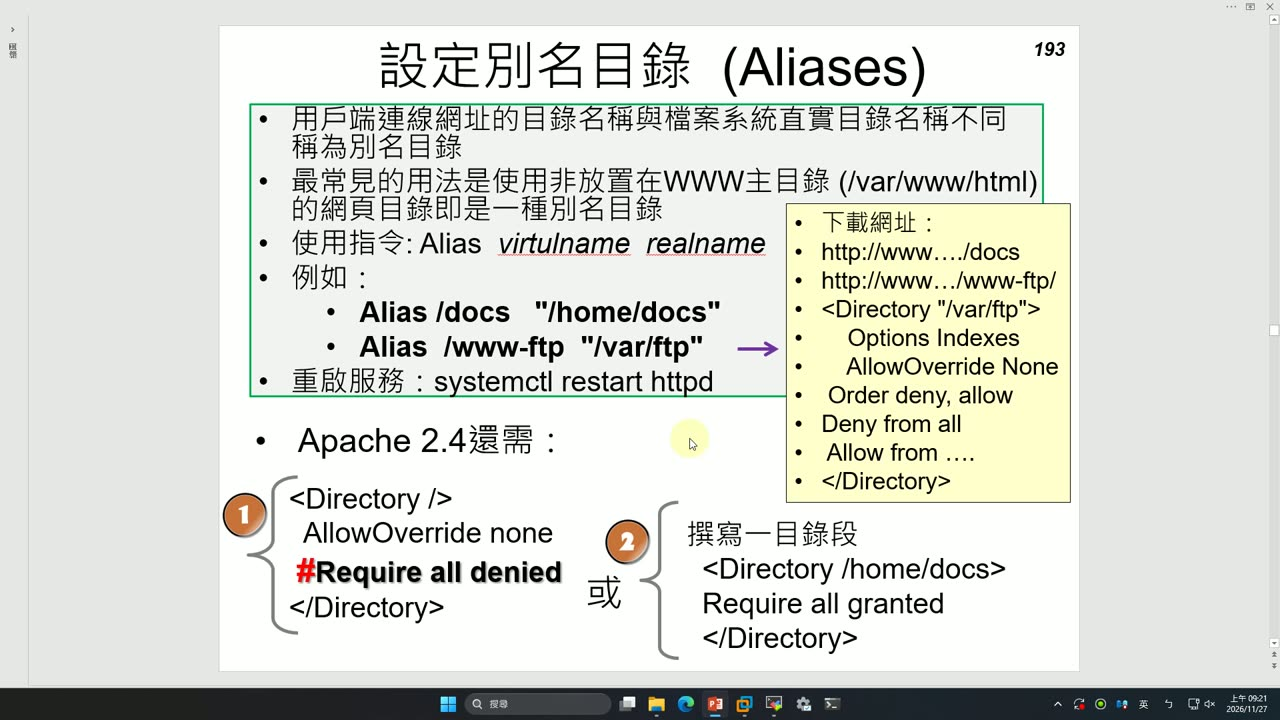 193
設定別名目錄 (Aliases)
• 用戶端連線網址的目錄名稱與檔案系統直實目錄名稱不同
稱為別名目錄
• 最常見的用法是使用非放置在WWW主目錄 (/var/www/html)
的網頁目錄即是一種別名目錄
• 使用指令: Alias virtulname realname
• 例如：
• Alias /docs "/home/docs"
• Alias /www-ftp "/var/ftp"
• 重啟服務：systemctl restart httpd
• 下載網址：
• http://www…./docs
• http://www…/www-ftp/
• <Directory "/var/ftp">
• Options Indexes
• AllowOverride None
• Order deny, allow
• Deny from all
• Allow from ….
• </Directory>
• Apache 2.4還需：
1
<Directory />
AllowOverride none
#Require all denied
</Directory>
或
2
撰寫一目錄段
<Directory /home/docs>
Require all granted
</Directory>
搜尋
英
ㄅ
上午 09:21
2026/11/27